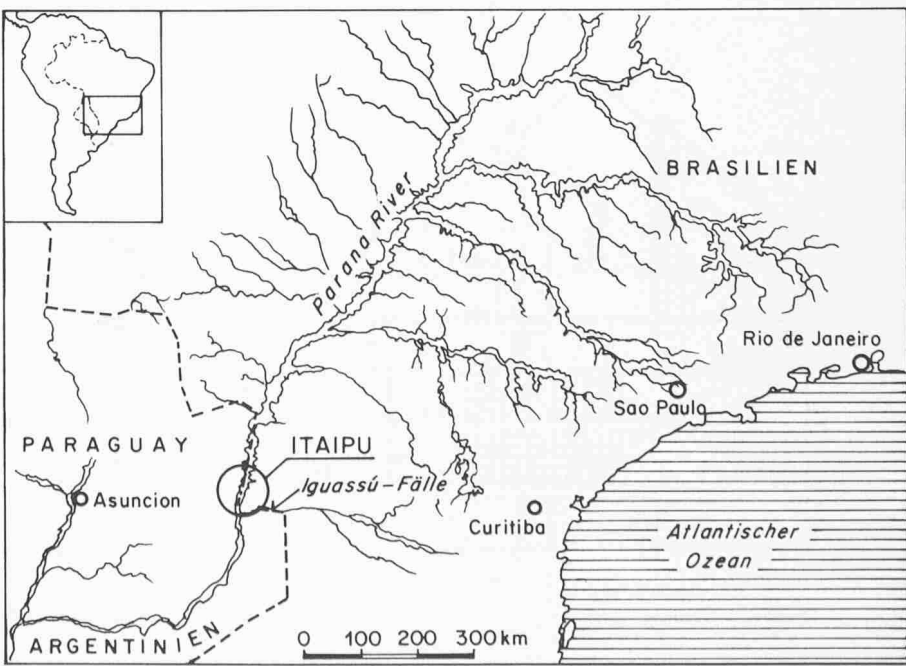 BRASILIEN
Parana River
Rio de Janeiro
Sao Paulo
PARAGUAY
ITAIPU
Iguassú-Fälle
Asuncion
Curitiba
Atlantischer
Ozean
ARGENTINIEN
0 100 200 300 km